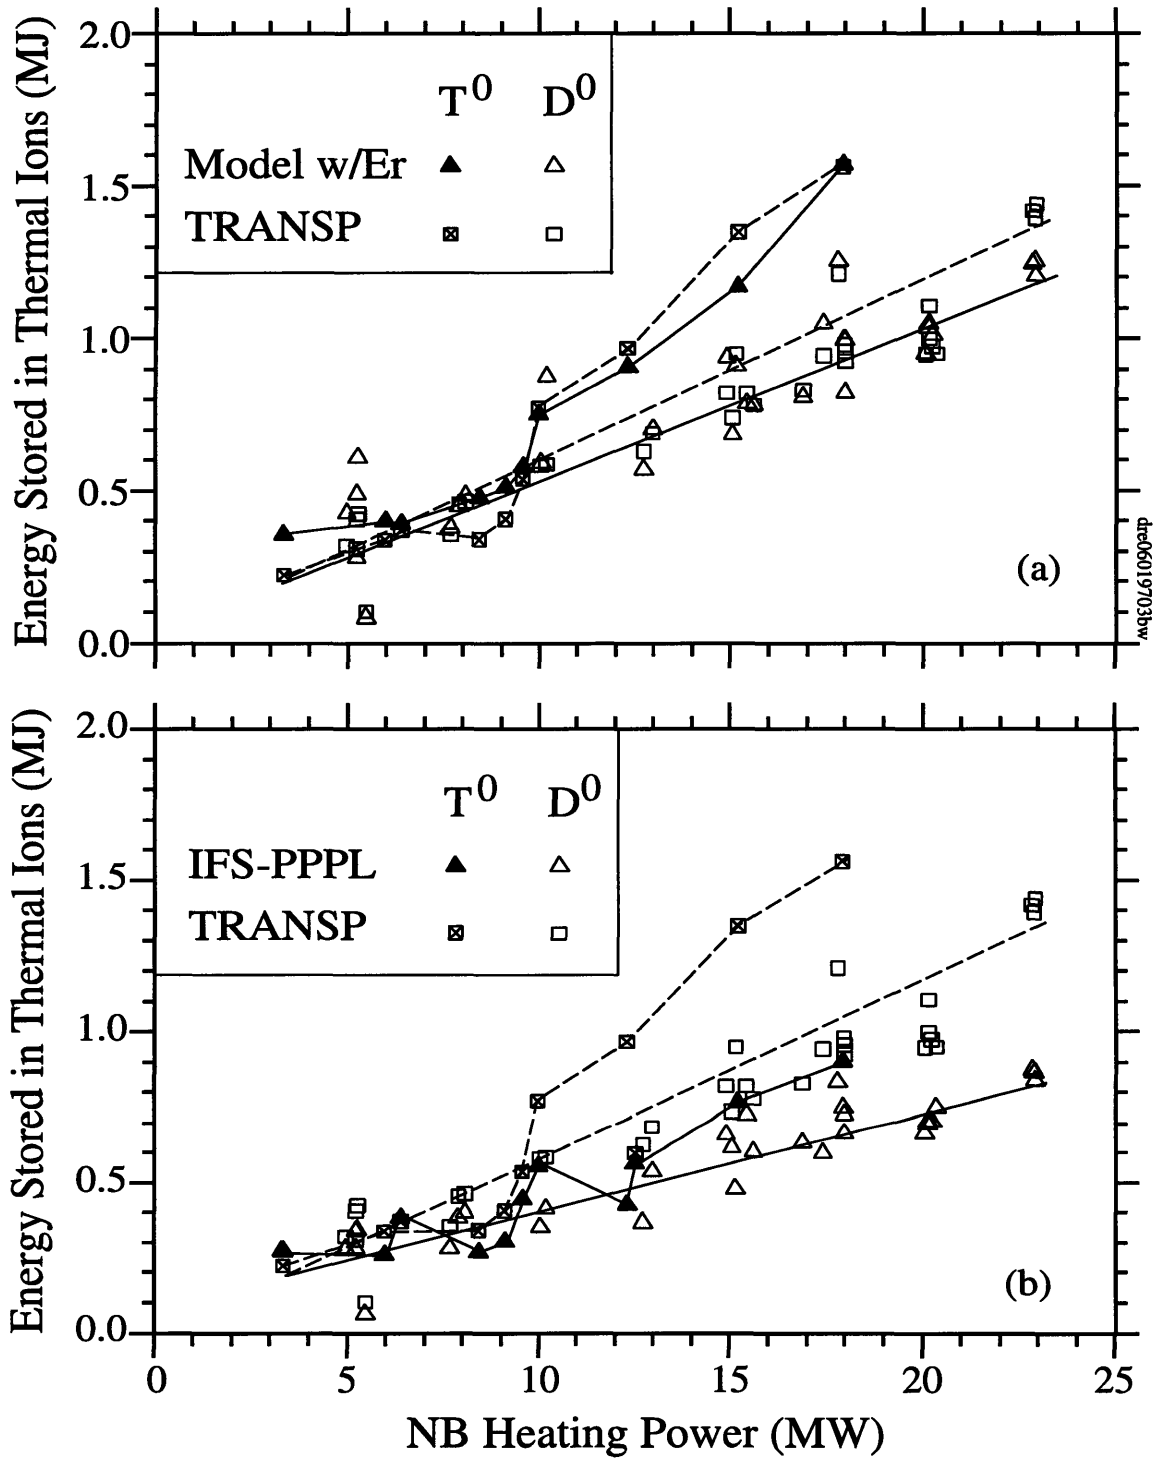 Energy Stored in Thermal Ions (MJ)
2.0
1.5
1.0
0.5
0.0
T0 D0
Model w/Er
TRANSP
(a)
dre06019703bw
Energy Stored in Thermal Ions (MJ)
2.0
1.5
1.0
0.5
0.0
T0 D0
IFS-PPPL
TRANSP
(b)
0 5 10 15 20 25
NB Heating Power (MW)